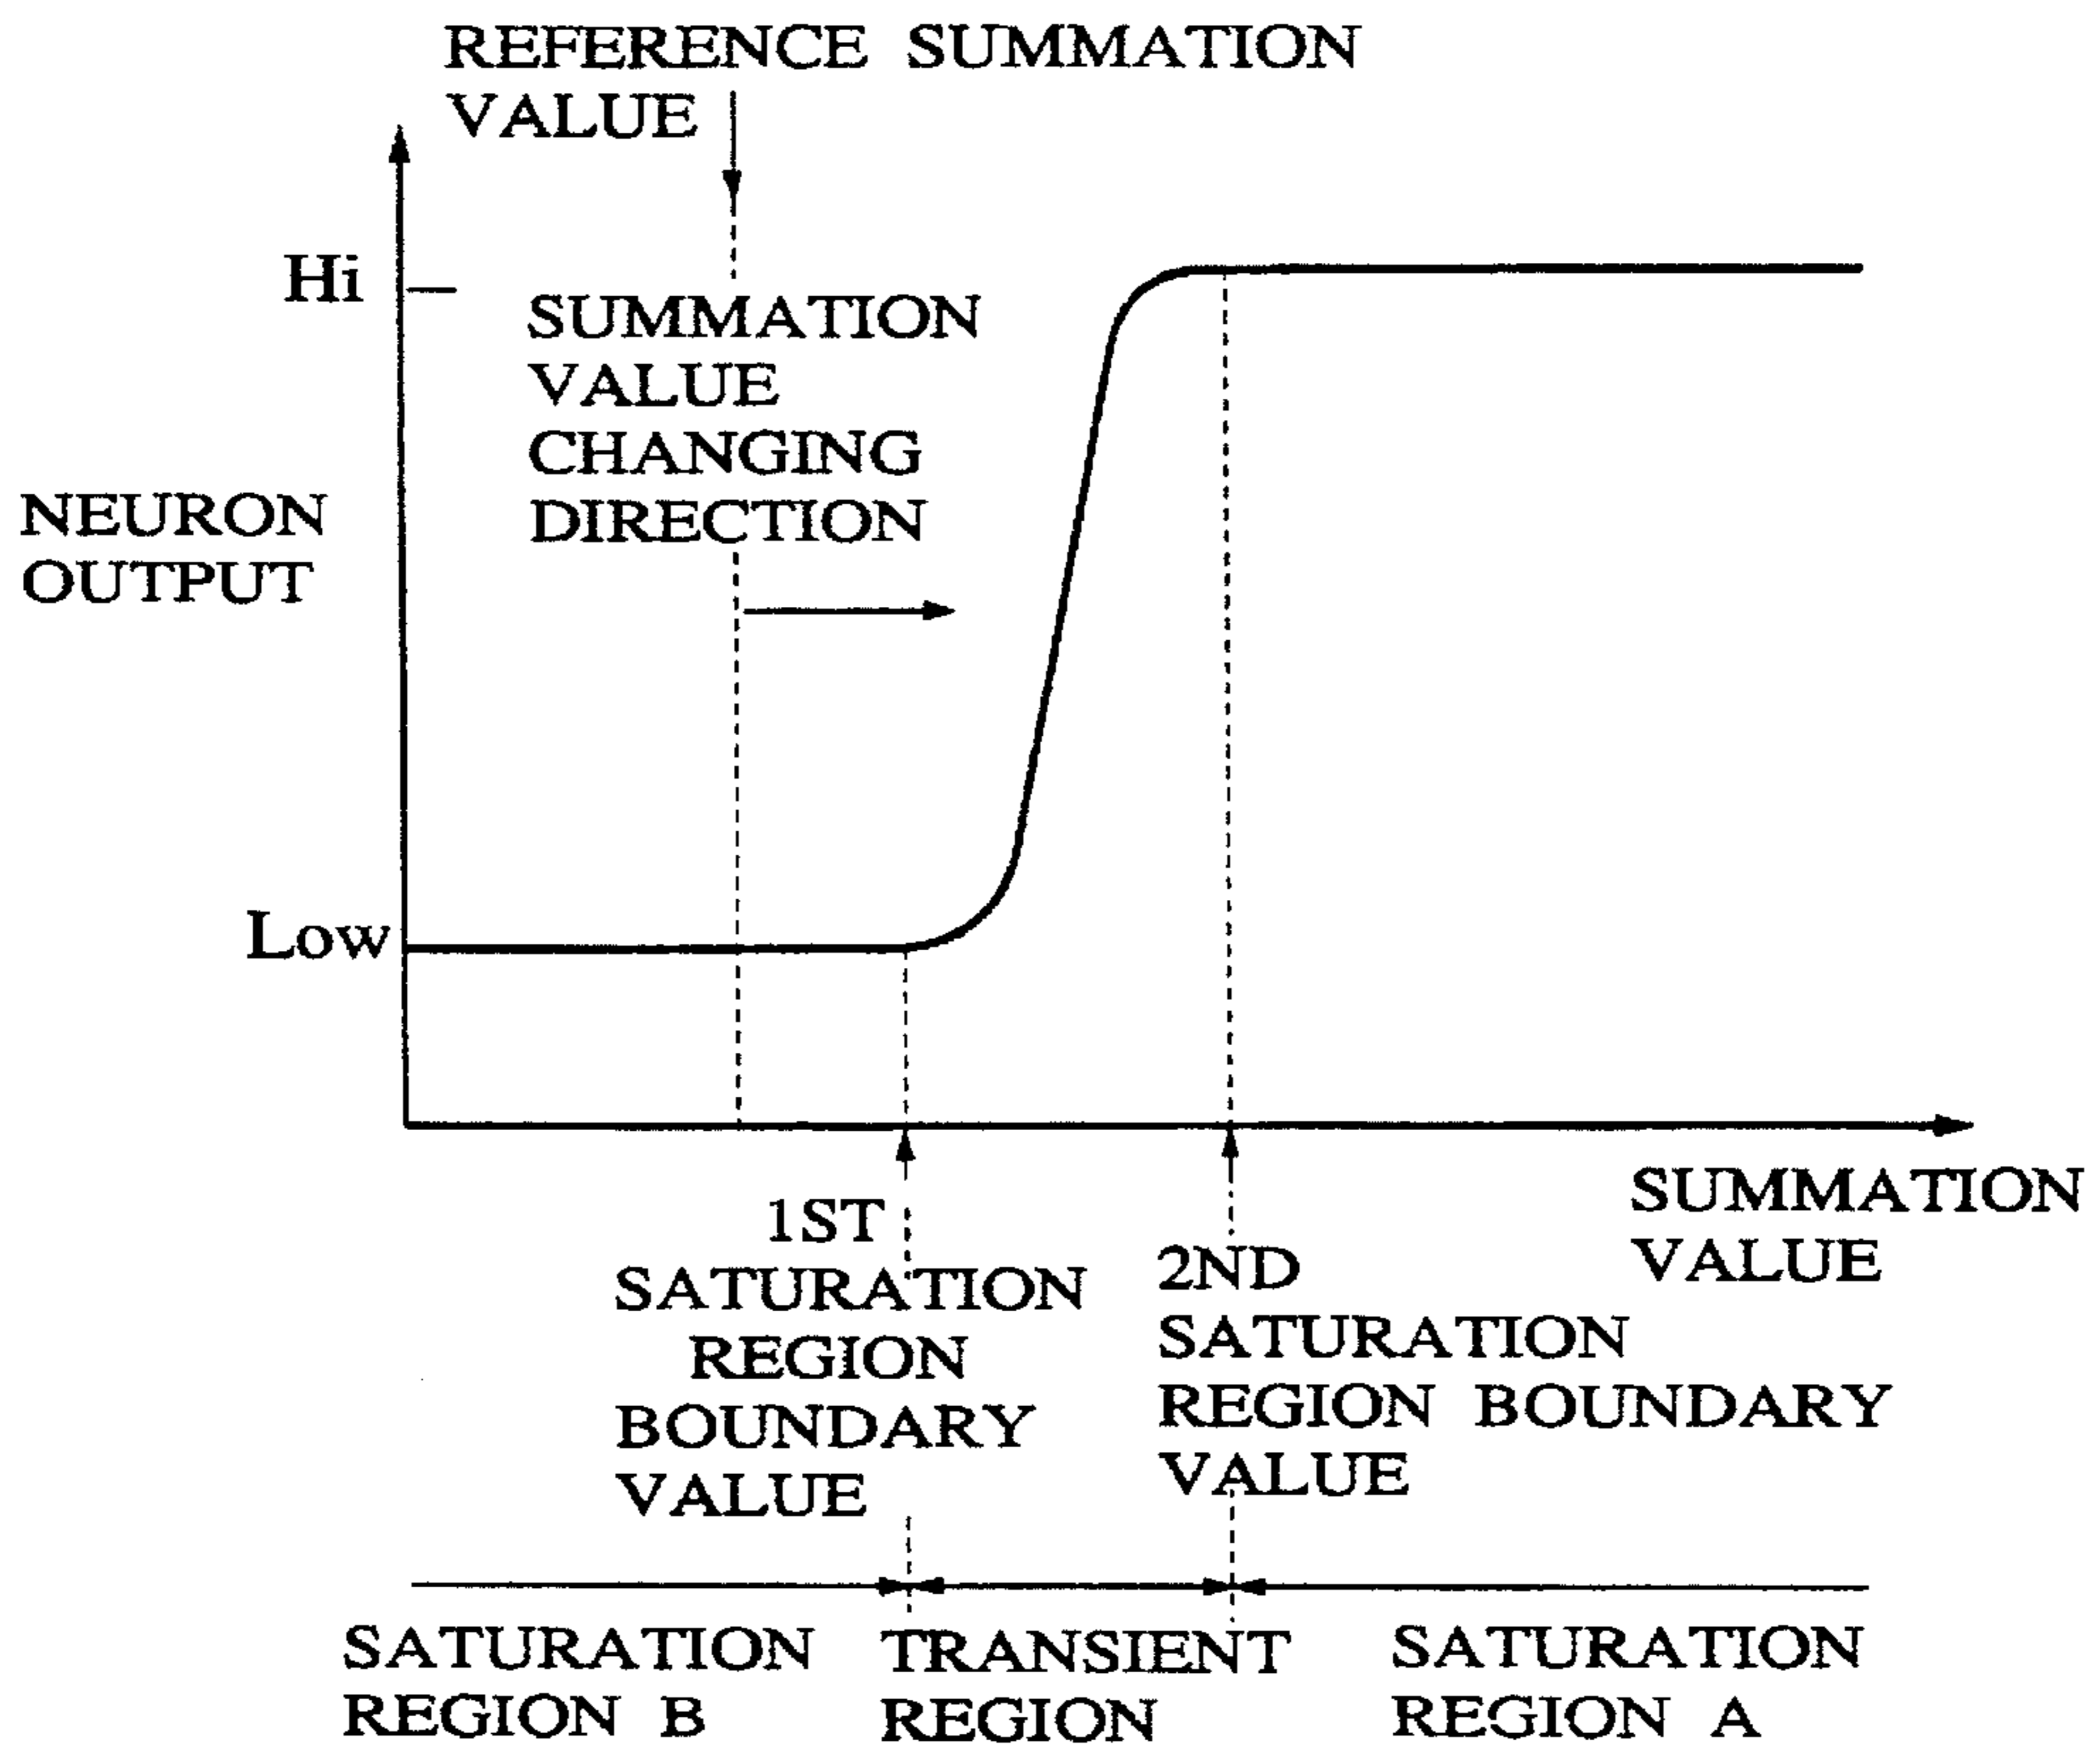 REFERENCE SUMMATION
VALUE
Hi
SUMMATION
VALUE
CHANGING
DIRECTION
NEURON
OUTPUT
Low
SUMMATION
VALUE
1ST
SATURATION
REGION
BOUNDARY
VALUE
2ND
SATURATION
REGION BOUNDARY
VALUE
SATURATION
REGION B
TRANSIENT
REGION
SATURATION
REGION A